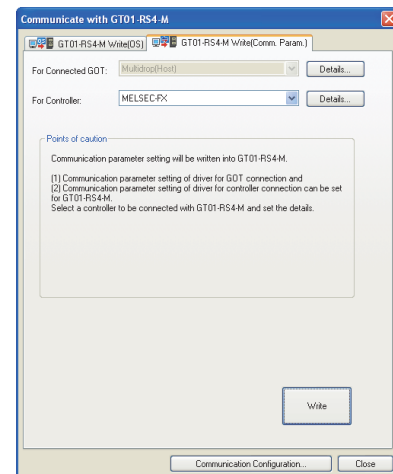 Communicate with GT01-RS4-M
GT01-RS4-M Write(OS) GT01-RS4-M Write(Comm. Param.)
For Connected GOT: Multidrop(Host) Details...
For Controller: MELSEC-FX Details...
Points of caution
Communication parameter setting will be written into GT01-RS4-M.
(1) Communication parameter setting of driver for GOT connection and
(2) Communication parameter setting of driver for controller connection can be set
for GT01-RS4-M.
Select a controller to be connected with GT01-RS4-M and set the details.
Write
Communication Configuration... Close